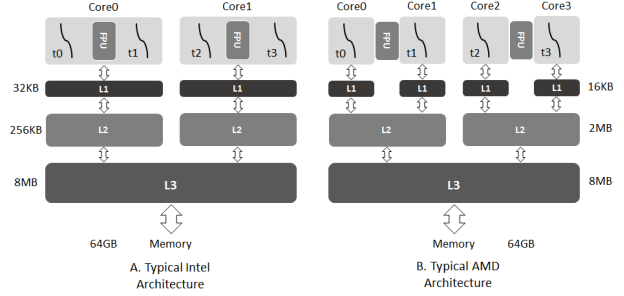 Core0
Core1
Core0
Core1
Core2
Core3
t0
FPU
t1
t2
FPU
t3
t0
FPU
t1
t2
FPU
t3
32KB
L1
L1
L1
L1
L1
L1
16KB
256KB
L2
L2
L2
L2
2MB
8MB
L3
L3
8MB
64GB
Memory
Memory
64GB
A. Typical Intel
Architecture
B. Typical AMD
Architecture